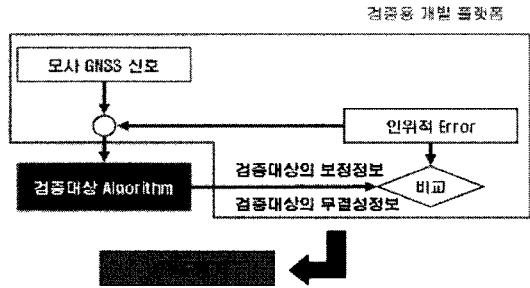 검증용 개발 플랫폼
모사 GNSS 신호
인위적 Error
검증대상 Algorithm
검증대상의 보정정보
비교
검증대상의 무결성정보